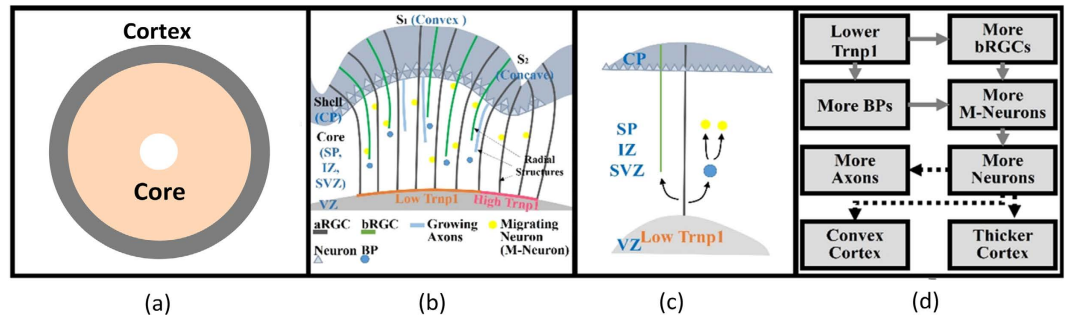 Cortex
Core
(a)
S1 (Convex )
S2
(Concave)
Shell
(CP)
Core
(SP,
IZ,
SVZ)
VZ
Radial
Structures
Low Trnp1
High Trnp1
aRGC
bRGC
Growing
Axons
Migrating
Neuron
(M-Neuron)
Neuron
BP
(b)
CP
SP
IZ
SVZ
VZ
Low Trnp1
(c)
Lower
Trnp1
More
bRGCs
More BPs
More
M-Neurons
More
Axons
More
Neurons
Convex
Cortex
Thicker
Cortex
(d)